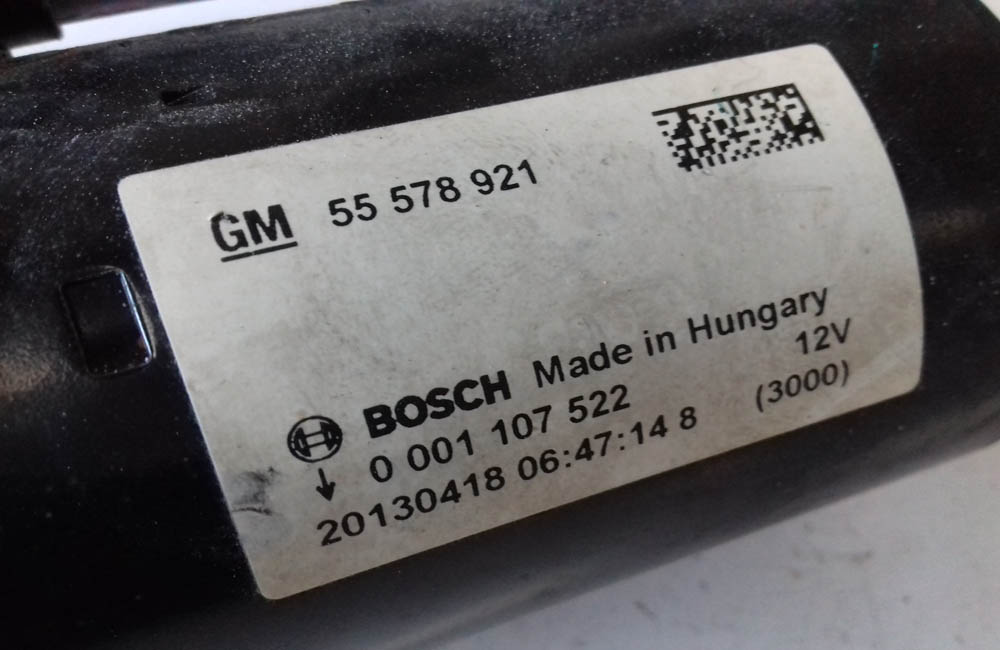 GM 55 578 921
BOSCH Made in Hungary
0 001 107 522 12V
20130418 06:47:14 8 (3000)